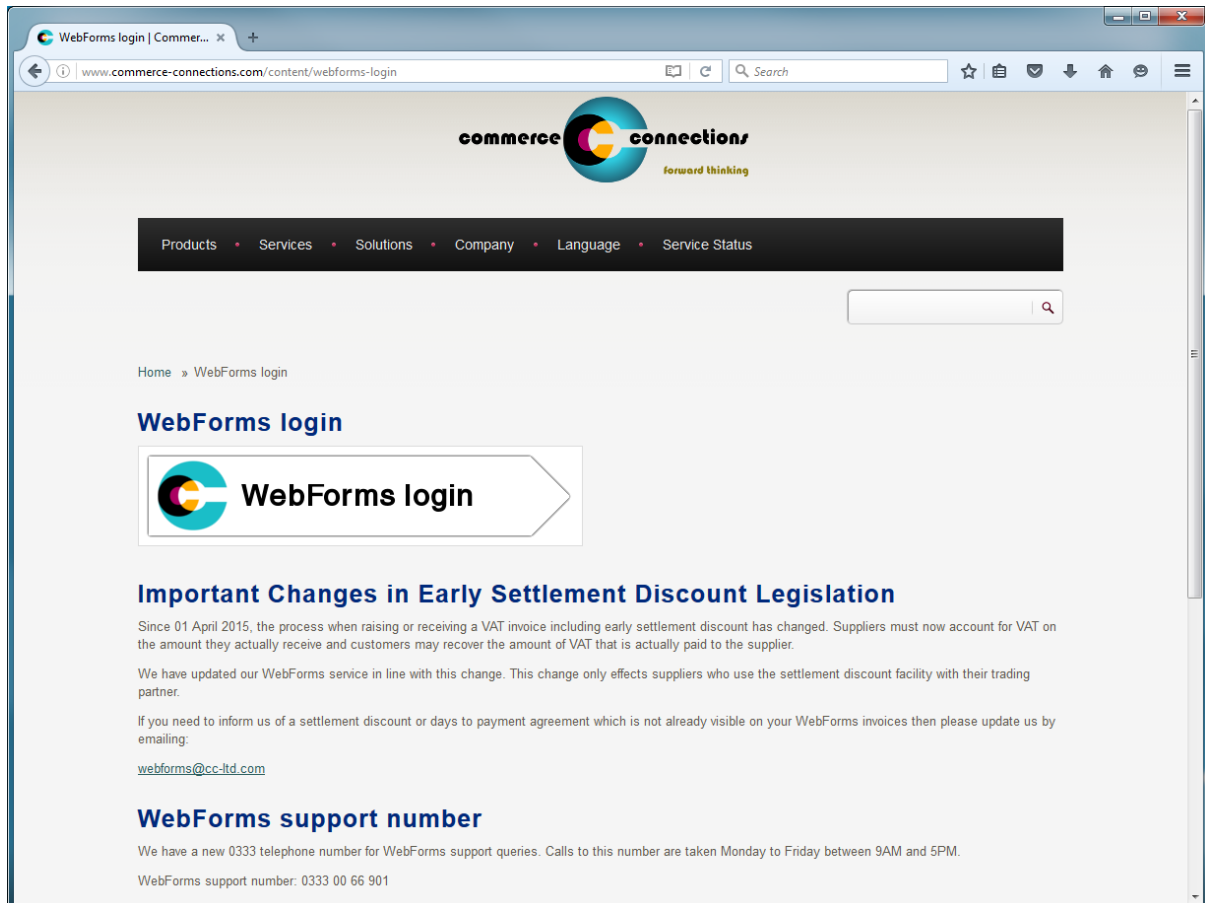 WebForms login | Commer...
www.commerce-connections.com/content/webforms-login
Search
commerce connections
forward thinking
Products • Services • Solutions • Company • Language • Service Status
Home » WebForms login
WebForms login
WebForms login
Important Changes in Early Settlement Discount Legislation
Since 01 April 2015, the process when raising or receiving a VAT invoice including early settlement discount has changed. Suppliers must now account for VAT on
the amount they actually receive and customers may recover the amount of VAT that is actually paid to the supplier.
We have updated our WebForms service in line with this change. This change only effects suppliers who use the settlement discount facility with their trading
partner.
If you need to inform us of a settlement discount or days to payment agreement which is not already visible on your WebForms invoices then please update us by
emailing:
webforms@cc-ltd.com
WebForms support number
We have a new 0333 telephone number for WebForms support queries. Calls to this number are taken Monday to Friday between 9AM and 5PM.
WebForms support number: 0333 00 66 901